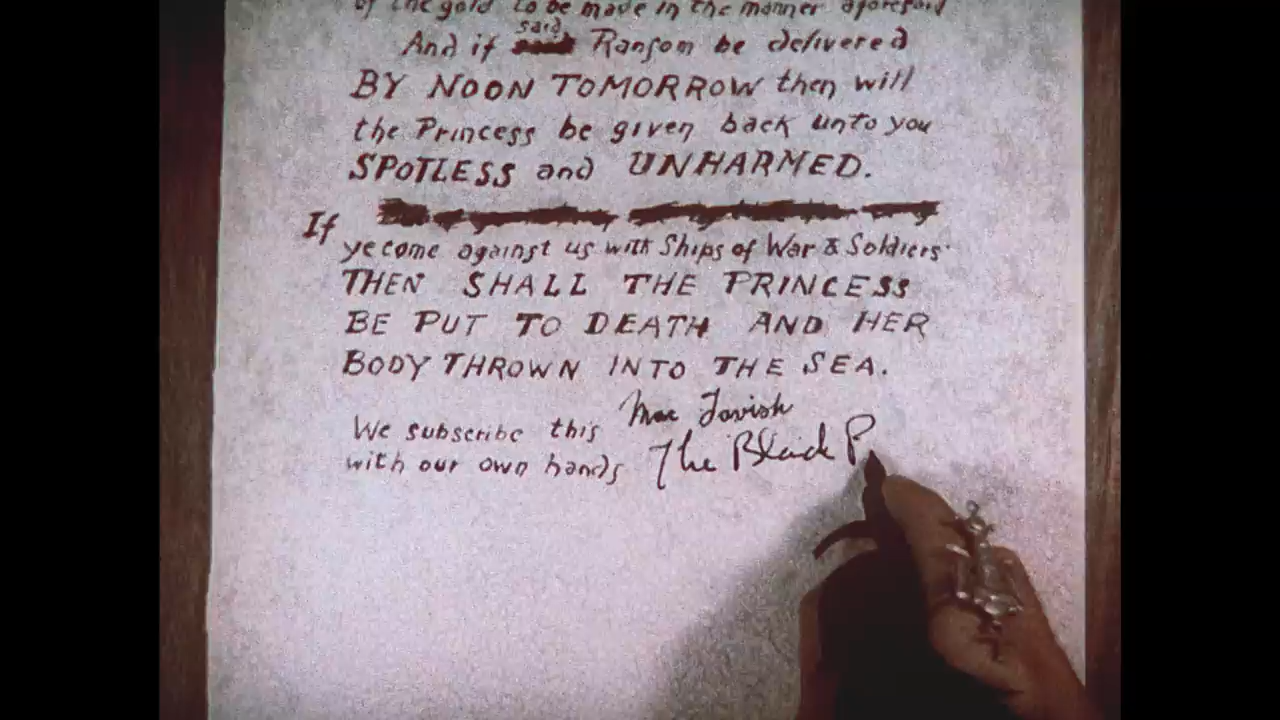 of the gold to be made in the manner aforesaid
said
And if Ransom be delivered
BY NOON TOMORROW then will
the Princess be given back unto you
SPOTLESS and UNHARMED.
If
ye come against us with Ships of War & Soldiers
THEN SHALL THE PRINCESS
BE PUT TO DEATH AND HER
BODY THROWN INTO THE SEA.
We subscribe this Mac Tavish
with our own hands The Black P